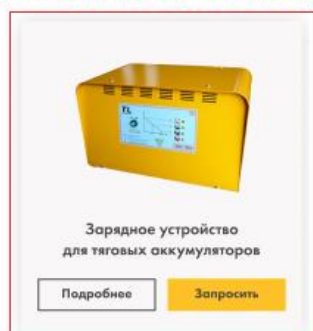 Зарядное устройство
для тяговых аккумуляторов
Подробнее
Запросить